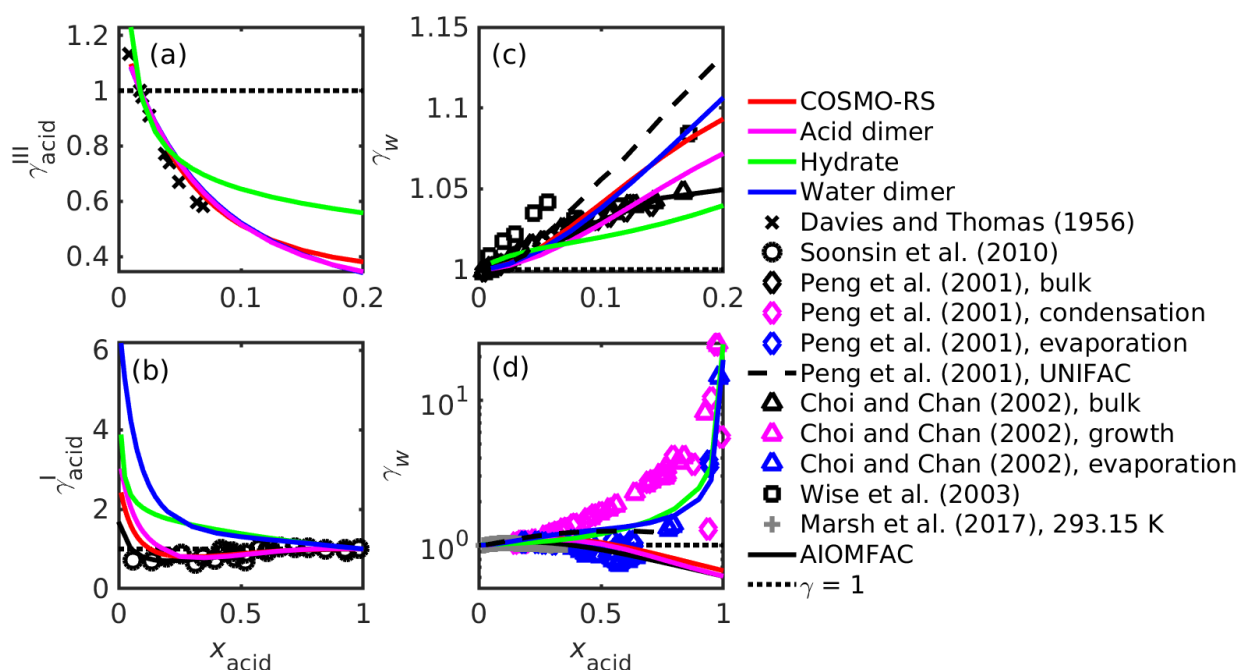 1.2
1
0.8
0.6
0.4
γ^III_acid
(a)
0
0.1
0.2
1.15
1.1
1.05
1
γ_w
(c)
0
0.1
0.2
6
4
2
0
γ^I_acid
(b)
0
0.5
1
x_acid
10^1
10^0
γ_w
(d)
0
0.5
1
x_acid
COSMO-RS
Acid dimer
Hydrate
Water dimer
Davies and Thomas (1956)
Soonsin et al. (2010)
Peng et al. (2001), bulk
Peng et al. (2001), condensation
Peng et al. (2001), evaporation
Peng et al. (2001), UNIFAC
Choi and Chan (2002), bulk
Choi and Chan (2002), growth
Choi and Chan (2002), evaporation
Wise et al. (2003)
Marsh et al. (2017), 293.15 K
AIOMFAC
γ = 1